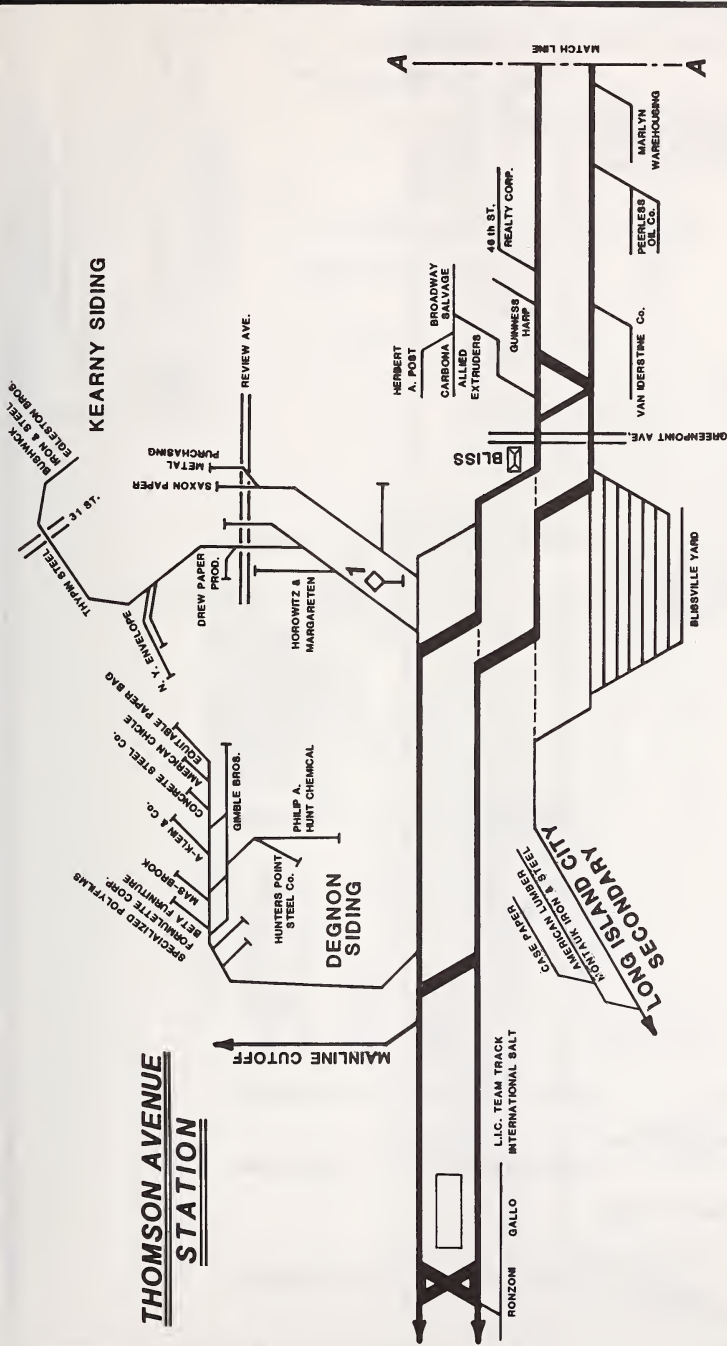 THOMSON AVENUE
STATION
KEARNY SIDING
BUSHWICK
IRON & STEEL
EGLESTON BROS.
31 ST.
THYPIN STEEL
N. Y. ENVELOPE
DREW PAPER
PROD.
REVIEW AVE.
METAL
PURCHASING
SAXON PAPER
HOROWITZ &
MARGARETEN
1
EQUITABLE PAPER BAG
AMERICAN CHICLE
CONCRETE STEEL Co.
A-KLEIN & Co.
MAS-BROOK
BETA FURNITURE
FORMULETTE CORP.
SPECIALIZED POLYFILMS
GIMBLE BROS.
PHILIP A.
HUNT CHEMICAL
HUNTERS POINT
STEEL Co.
DEGNON
SIDING
MAINLINE CUTOFF
HERBERT
A. POST
BROADWAY
SALVAGE
CARBONA
ALLIED
EXTRUDERS
46 th ST.
REALTY CORP.
GUINNESS
HARP
BLISS
GREENPOINT AVE.
A
MATCH LINE
A
MARLYN
WAREHOUSING
PEERLESS
OIL Co.
VAN IDERSTINE Co.
BLISSVILLE YARD
LONG ISLAND CITY
SECONDARY
CASE PAPER
AMERICAN LUMBER
MONTAUK IRON & STEEL
L.I.C. TEAM TRACK
INTERNATIONAL SALT
RONZONI
GALLO